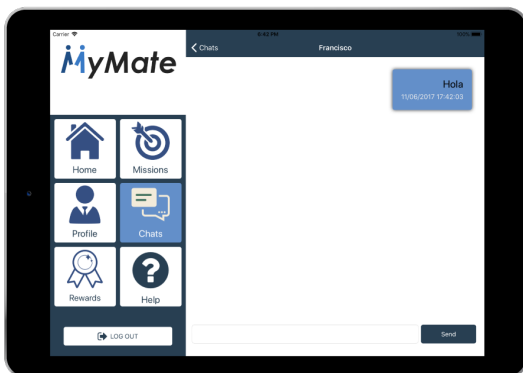 Carrier
8:42 PM
100%
MyMate
Chats
Francisco
Hola
11/06/2017 17:42:03
Home
Missions
Profile
Chats
Rewards
Help
LOG OUT
Send